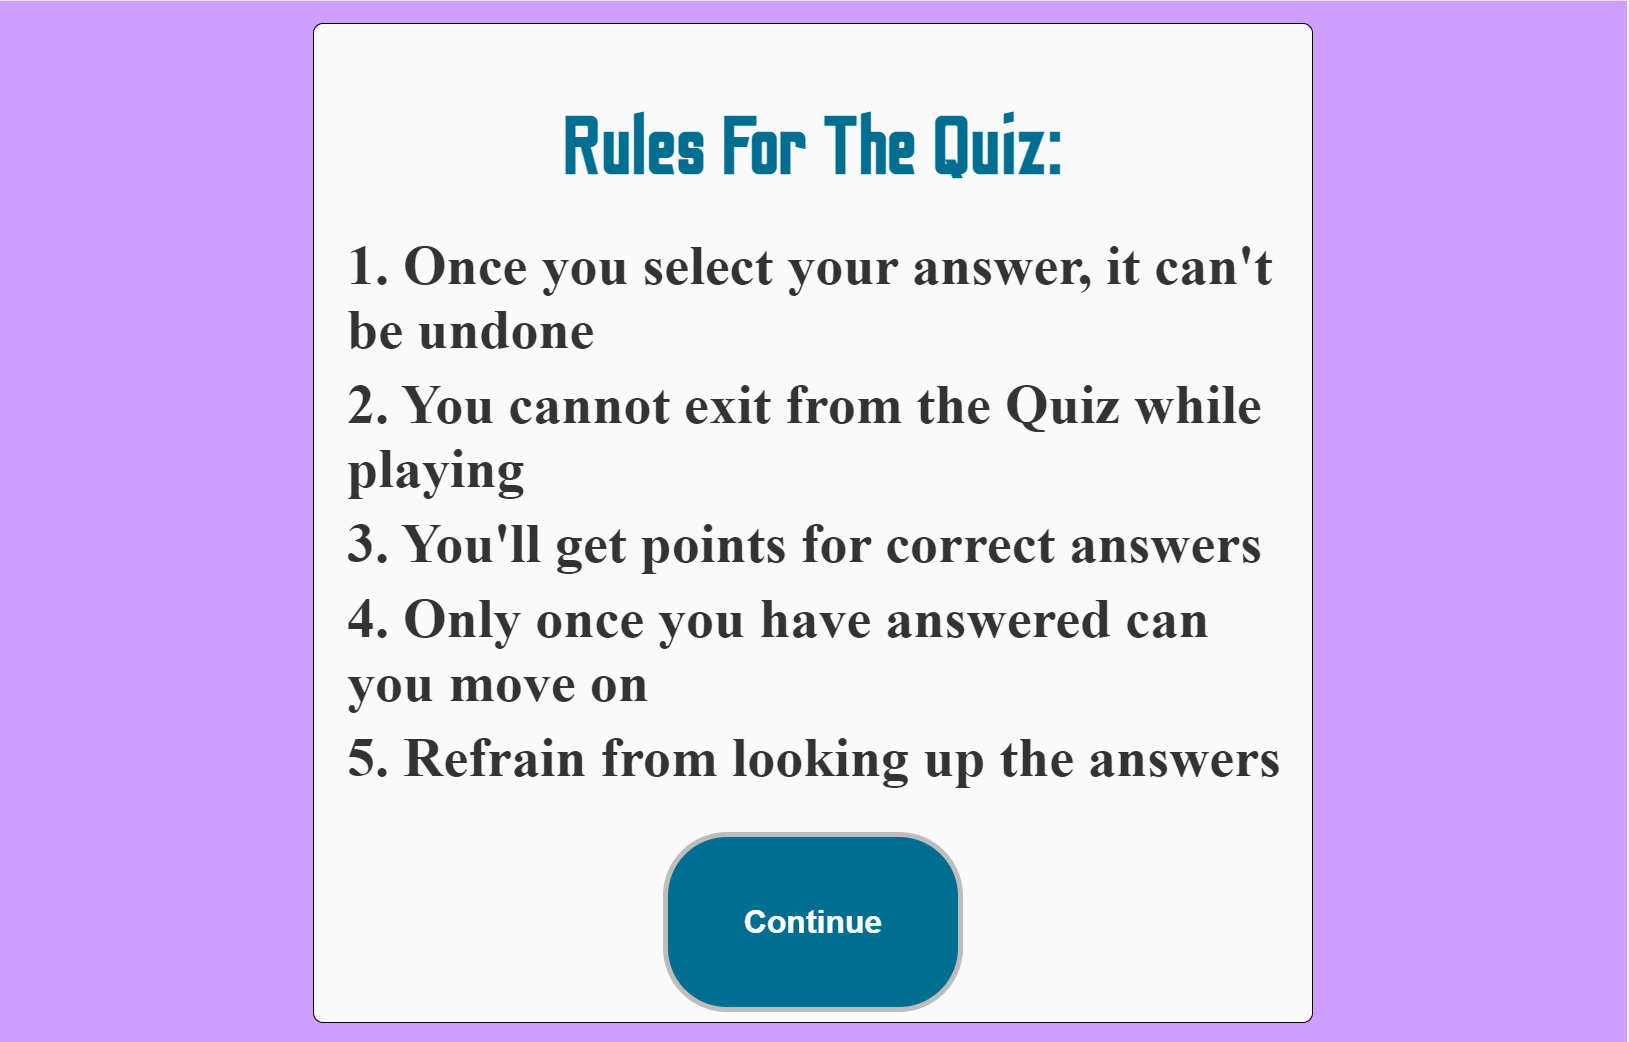 Rules For The Quiz:
1. Once you select your answer, it can't
be undone
2. You cannot exit from the Quiz while
playing
3. You'll get points for correct answers
4. Only once you have answered can
you move on
5. Refrain from looking up the answers
Continue